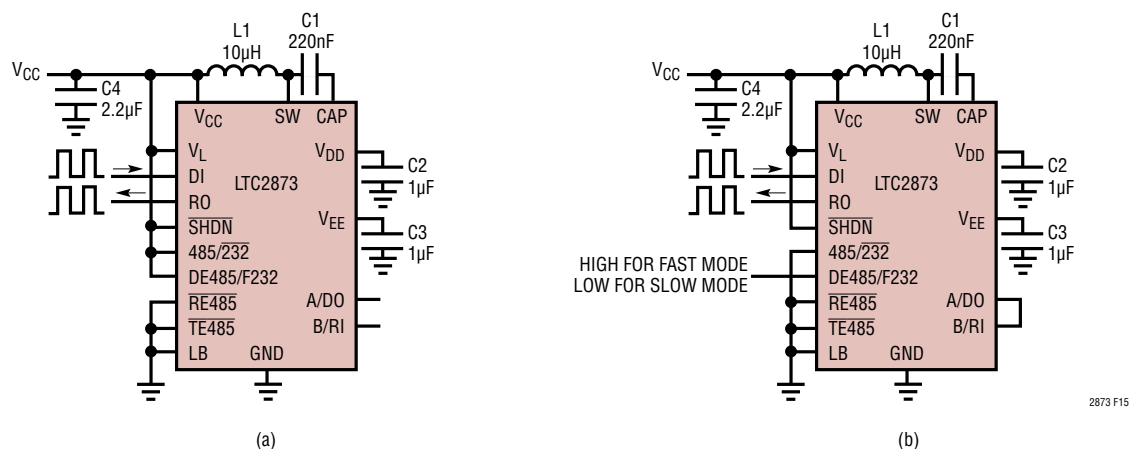 L1
10µH
C1
220nF
VCC
C4
2.2µF
VCC
SW
CAP
VL
DI
RO
SHDN
485/232
DE485/F232
RE485
TE485
LB
GND
LTC2873
VDD
C2
1µF
VEE
C3
1µF
A/DO
B/RI
(a)
L1
10µH
C1
220nF
VCC
C4
2.2µF
VCC
SW
CAP
VL
DI
RO
SHDN
485/232
DE485/F232
RE485
TE485
LB
GND
LTC2873
VDD
C2
1µF
VEE
C3
1µF
A/DO
B/RI
HIGH FOR FAST MODE
LOW FOR SLOW MODE
2873 F15
(b)